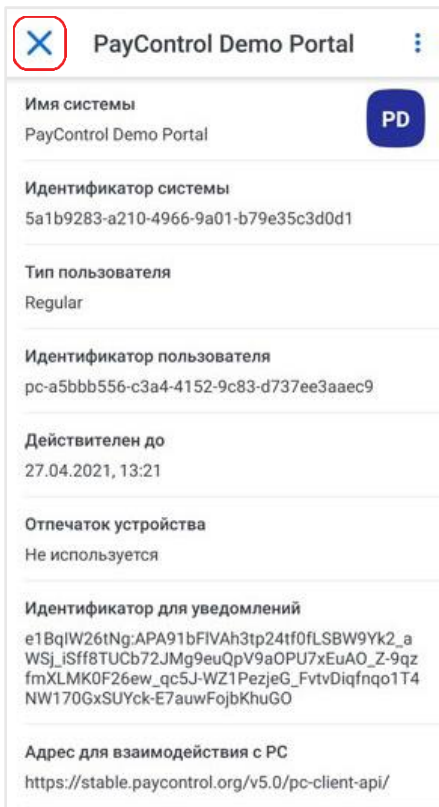 PayControl Demo Portal
Имя системы
PayControl Demo Portal
PD
Идентификатор системы
5a1b9283-a210-4966-9a01-b79e35c3d0d1
Тип пользователя
Regular
Идентификатор пользователя
pc-a5bbb556-c3a4-4152-9c83-d737ee3aaec9
Действителен до
27.04.2021, 13:21
Отпечаток устройства
Не используется
Идентификатор для уведомлений
e1BqIW26tNg:APA91bFlVAh3tp24tf0fLSBW9Yk2_a
WSj_iSff8TUCb72JMg9euQpV9aOPU7xEuAO_Z-9qz
fmXLMK0F26ew_qc5J-WZ1PezjeG_FvtvDiqfnqo1T4
NW170GxSUYck-E7auwFojbKhuGO
Адрес для взаимодействия с PC
https://stable.paycontrol.org/v5.0/pc-client-api/